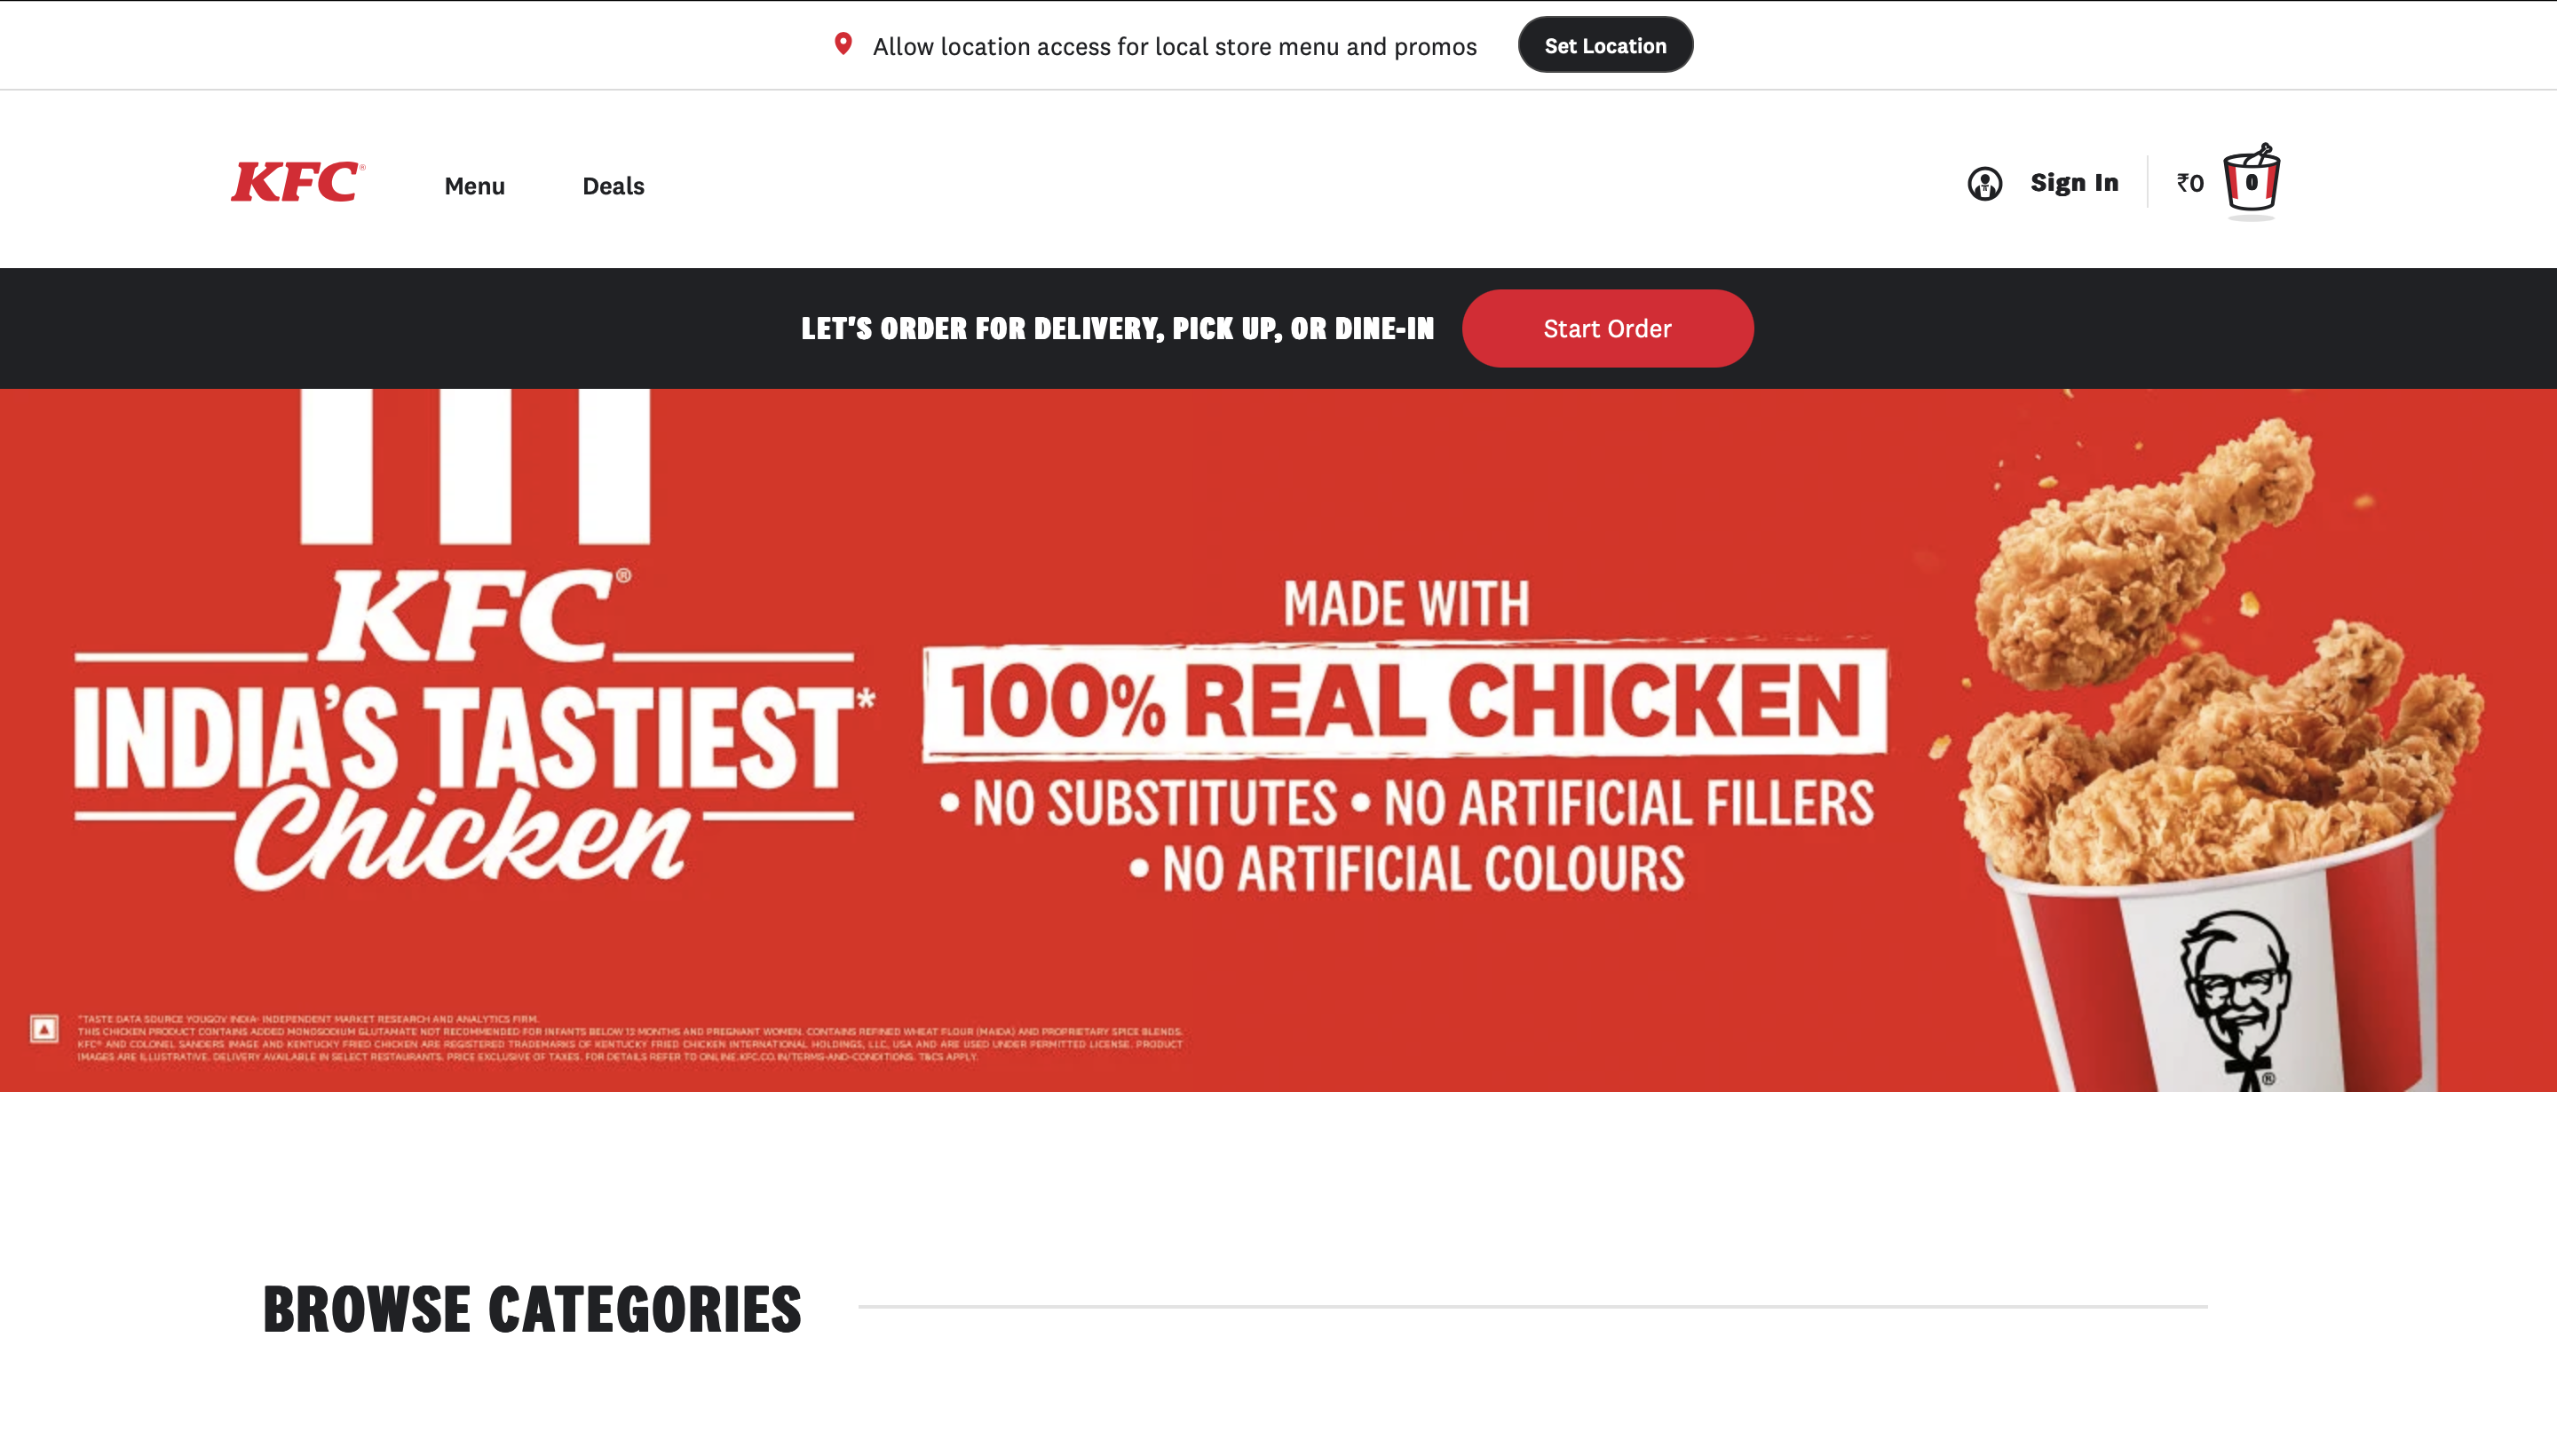 Allow location access for local store menu and promos Set Location
KFC® Menu Deals Sign In ₹0 0
LET'S ORDER FOR DELIVERY, PICK UP, OR DINE-IN Start Order
KFC®
INDIA'S TASTIEST*
Chicken
MADE WITH
100% REAL CHICKEN
• NO SUBSTITUTES • NO ARTIFICIAL FILLERS
• NO ARTIFICIAL COLOURS
®
*TASTE DATA SOURCE YOUGOV INDIA- INDEPENDENT MARKET RESEARCH AND ANALYTICS FIRM.
THIS CHICKEN PRODUCT CONTAINS ADDED MONOSODIUM GLUTAMATE NOT RECOMMENDED FOR INFANTS BELOW 12 MONTHS AND PREGNANT WOMEN. CONTAINS REFINED WHEAT FLOUR (MAIDA) AND PROPRIETARY SPICE BLENDS.
KFC® AND COLONEL SANDERS IMAGE AND KENTUCKY FRIED CHICKEN ARE REGISTERED TRADEMARKS OF KENTUCKY FRIED CHICKEN INTERNATIONAL HOLDINGS, LLC, USA AND ARE USED UNDER PERMITTED LICENSE. PRODUCT
IMAGES ARE ILLUSTRATIVE. DELIVERY AVAILABLE IN SELECT RESTAURANTS. PRICE EXCLUSIVE OF TAXES. FOR DETAILS REFER TO ONLINE.KFC.CO.IN/TERMS-AND-CONDITIONS. T&CS APPLY.
BROWSE CATEGORIES